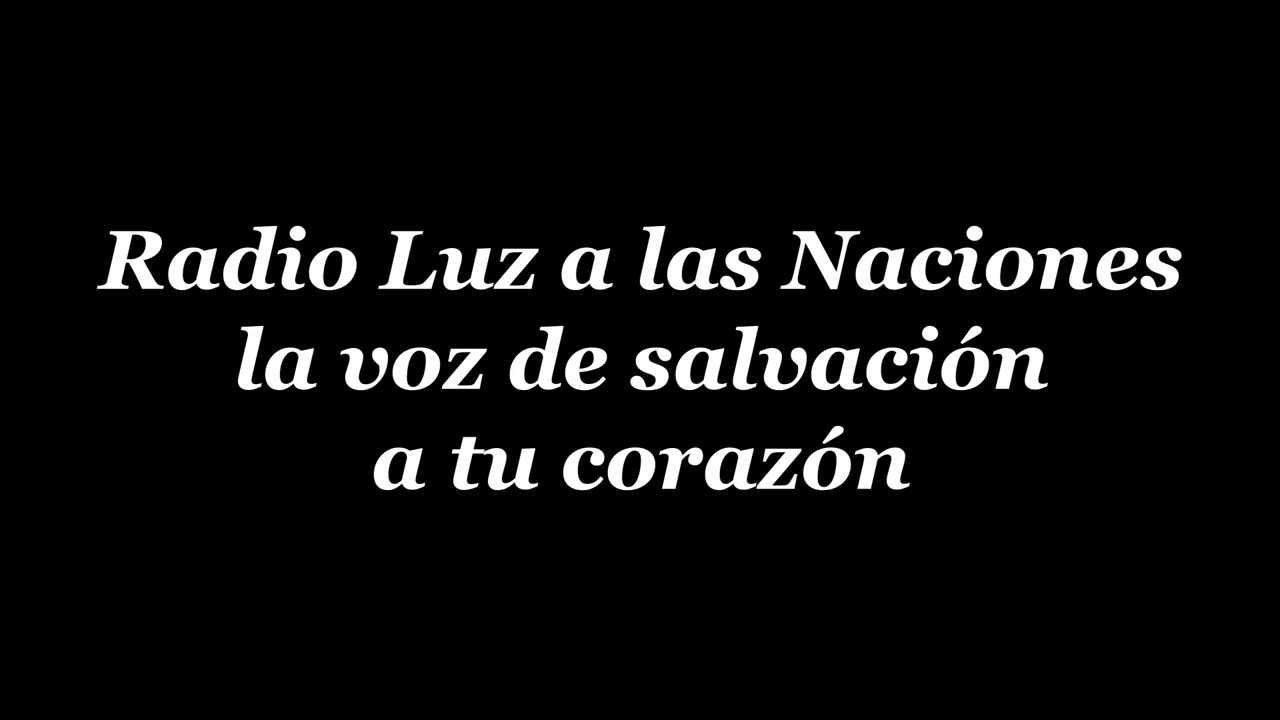 Radio Luz a las Naciones
la voz de salvación
a tu corazón